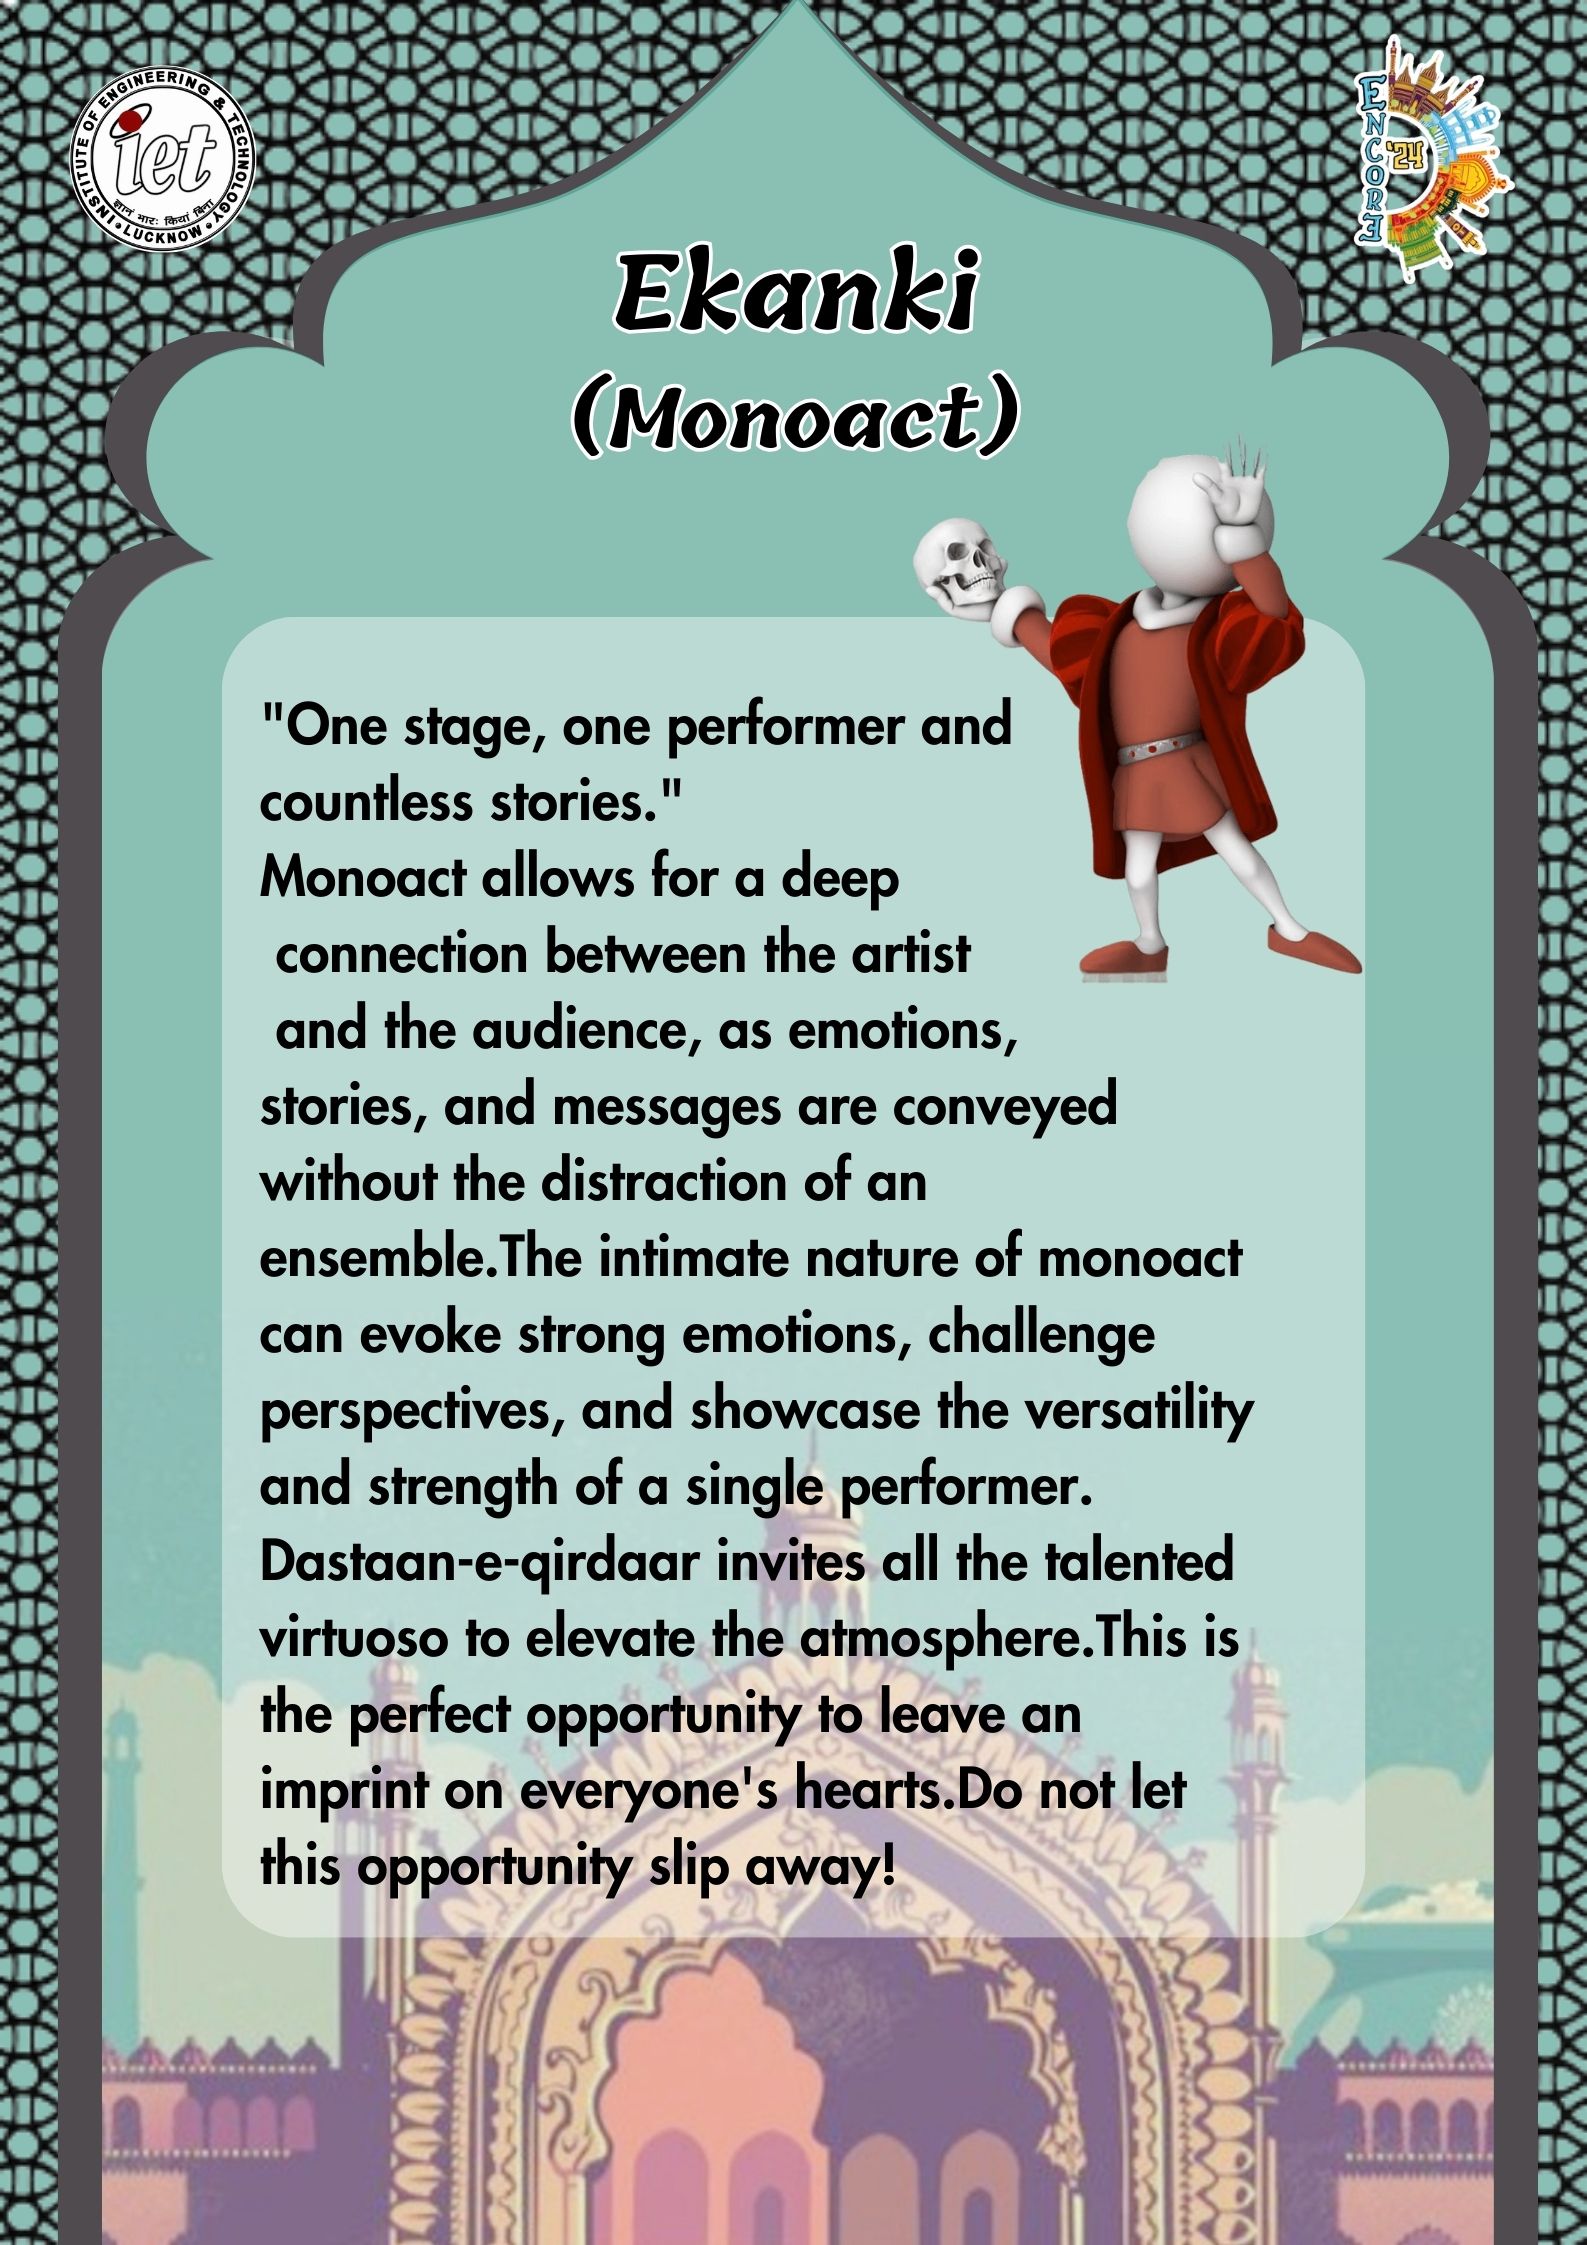 INSTITUTE OF ENGINEERING & TECHNOLOGY
iet
LUCKNOW
ENCORE
'24
Ekanki
(Monoact)
"One stage, one performer and
countless stories."
Monoact allows for a deep
connection between the artist
and the audience, as emotions,
stories, and messages are conveyed
without the distraction of an
ensemble.The intimate nature of monoact
can evoke strong emotions, challenge
perspectives, and showcase the versatility
and strength of a single performer.
Dastaan-e-qirdaar invites all the talented
virtuoso to elevate the atmosphere.This is
the perfect opportunity to leave an
imprint on everyone's hearts.Do not let
this opportunity slip away!